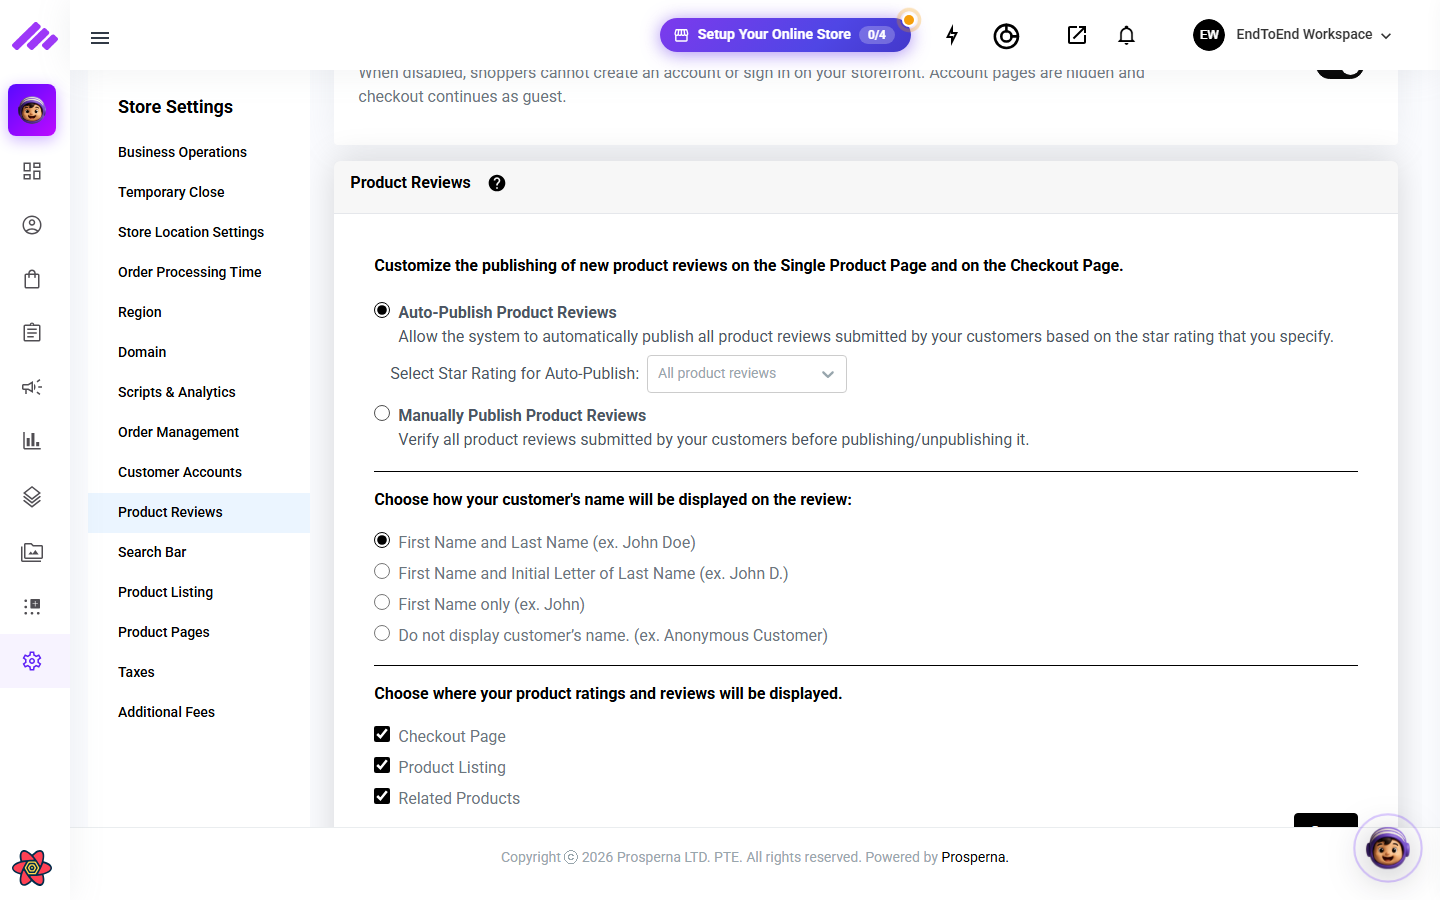 Setup Your Online Store 0/4
EW EndToEnd Workspace
Store Settings
Business Operations
Temporary Close
Store Location Settings
Order Processing Time
Region
Domain
Scripts & Analytics
Order Management
Customer Accounts
Product Reviews
Search Bar
Product Listing
Product Pages
Taxes
Additional Fees
When disabled, shoppers cannot create an account or sign in on your storefront. Account pages are hidden and
checkout continues as guest.
Product Reviews
Customize the publishing of new product reviews on the Single Product Page and on the Checkout Page.
Auto-Publish Product Reviews
Allow the system to automatically publish all product reviews submitted by your customers based on the star rating that you specify.
Select Star Rating for Auto-Publish: All product reviews
Manually Publish Product Reviews
Verify all product reviews submitted by your customers before publishing/unpublishing it.
Choose how your customer's name will be displayed on the review:
First Name and Last Name (ex. John Doe)
First Name and Initial Letter of Last Name (ex. John D.)
First Name only (ex. John)
Do not display customer's name. (ex. Anonymous Customer)
Choose where your product ratings and reviews will be displayed.
Checkout Page
Product Listing
Related Products
Copyright © 2026 Prosperna LTD. PTE. All rights reserved. Powered by Prosperna.